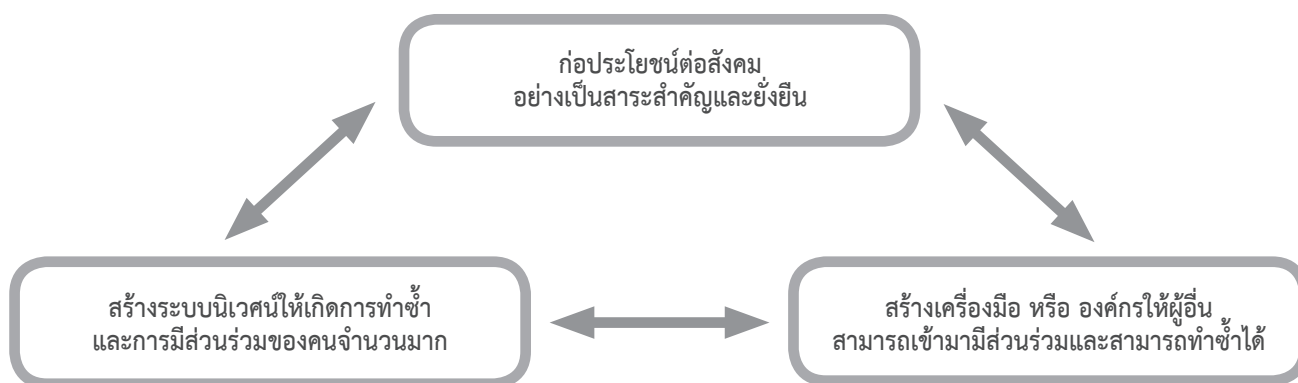 ก่อประโยชน์ต่อสังคม
อย่างเป็นสาระสำคัญและยั่งยืน
สร้างระบบนิเวศน์ให้เกิดการทำซ้ำ
และการมีส่วนร่วมของคนจำนวนมาก
สร้างเครื่องมือ หรือ องค์กรให้ผู้อื่น
สามารถเข้ามามีส่วนร่วมและสามารถทำซ้ำได้